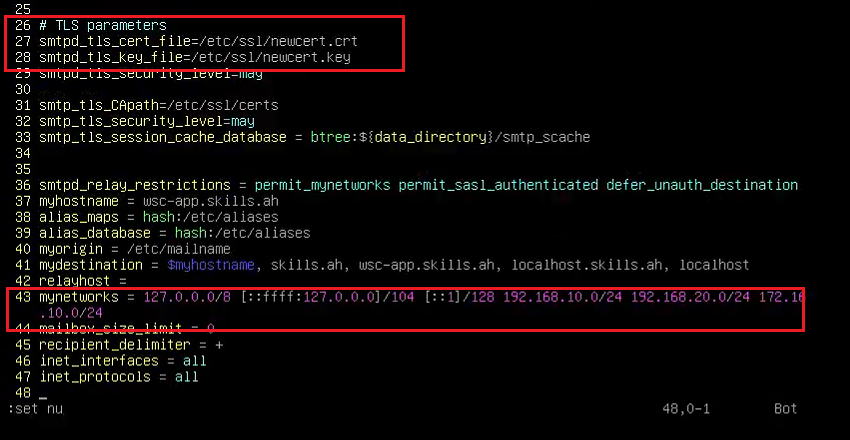 25
26 # TLS parameters
27 smtpd_tls_cert_file=/etc/ssl/newcert.crt
28 smtpd_tls_key_file=/etc/ssl/newcert.key
29 smtpd_tls_security_level=may
30
31 smtp_tls_CApath=/etc/ssl/certs
32 smtp_tls_security_level=may
33 smtp_tls_session_cache_database = btree:${data_directory}/smtp_scache
34
35
36 smtpd_relay_restrictions = permit_mynetworks permit_sasl_authenticated defer_unauth_destination
37 myhostname = wsc-app.skills.ah
38 alias_maps = hash:/etc/aliases
39 alias_database = hash:/etc/aliases
40 myorigin = /etc/mailname
41 mydestination = $myhostname, skills.ah, wsc-app.skills.ah, localhost.skills.ah, localhost
42 relayhost =
43 mynetworks = 127.0.0.0/8 [::ffff:127.0.0.0]/104 [::1]/128 192.168.10.0/24 192.168.20.0/24 172.16
.10.0/24
44 mailbox_size_limit = 0
45 recipient_delimiter = +
46 inet_interfaces = all
47 inet_protocols = all
48
:set nu 48,0-1 Bot